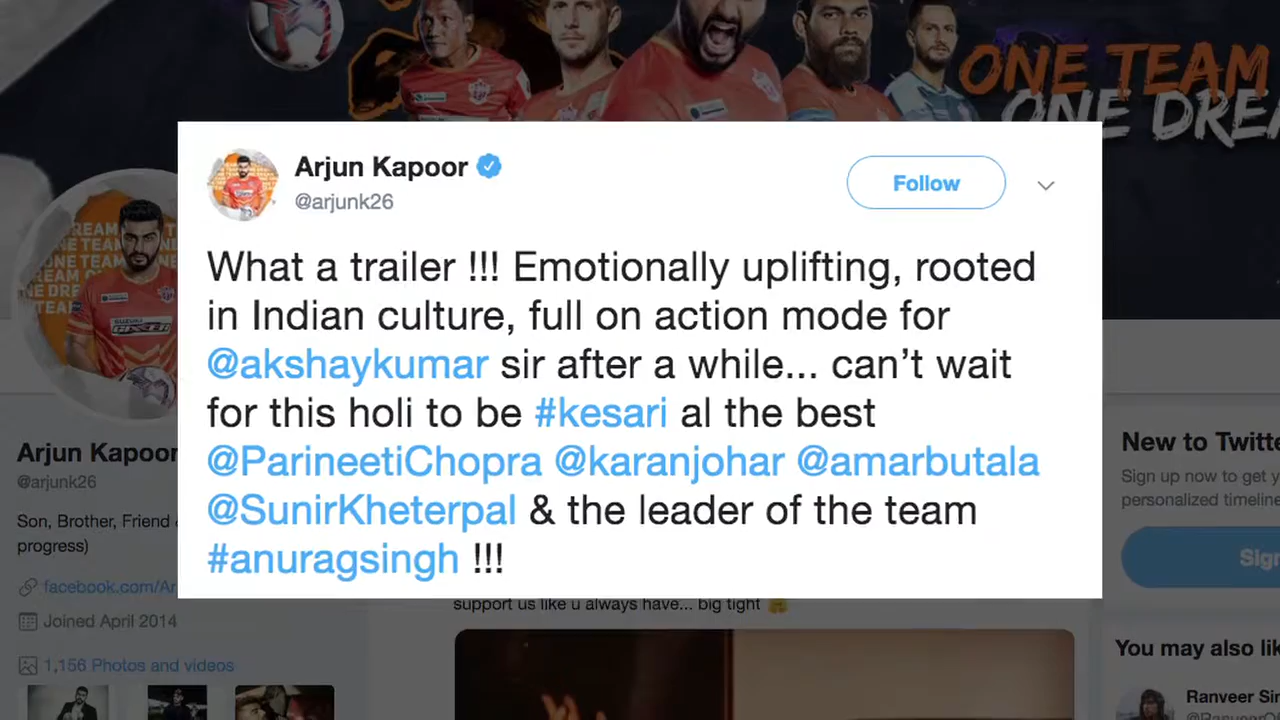 ONE TEAM
ONE DREA
Arjun Kapoor
@arjunk26
Follow
What a trailer !!! Emotionally uplifting, rooted
in Indian culture, full on action mode for
@akshaykumar sir after a while... can’t wait
for this holi to be #kesari al the best
@ParineetiChopra @karanjohar @amarbutala
@SunirKheterpal & the leader of the team
#anuragsingh !!!
Arjun Kapoor
@arjunk26
Son, Brother, Friend
progress)
facebook.com/Ar
Joined April 2014
1,156 Photos and videos
support us like u always have... big tight
New to Twitte
Sign up now to get y
personalized timeline
Sig
You may also lik
Ranveer Sin